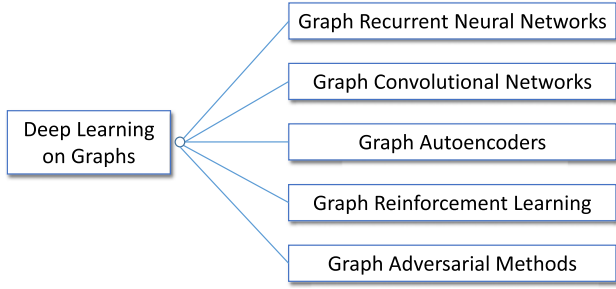 Graph Recurrent Neural Networks
Graph Convolutional Networks
Deep Learning
on Graphs
Graph Autoencoders
Graph Reinforcement Learning
Graph Adversarial Methods